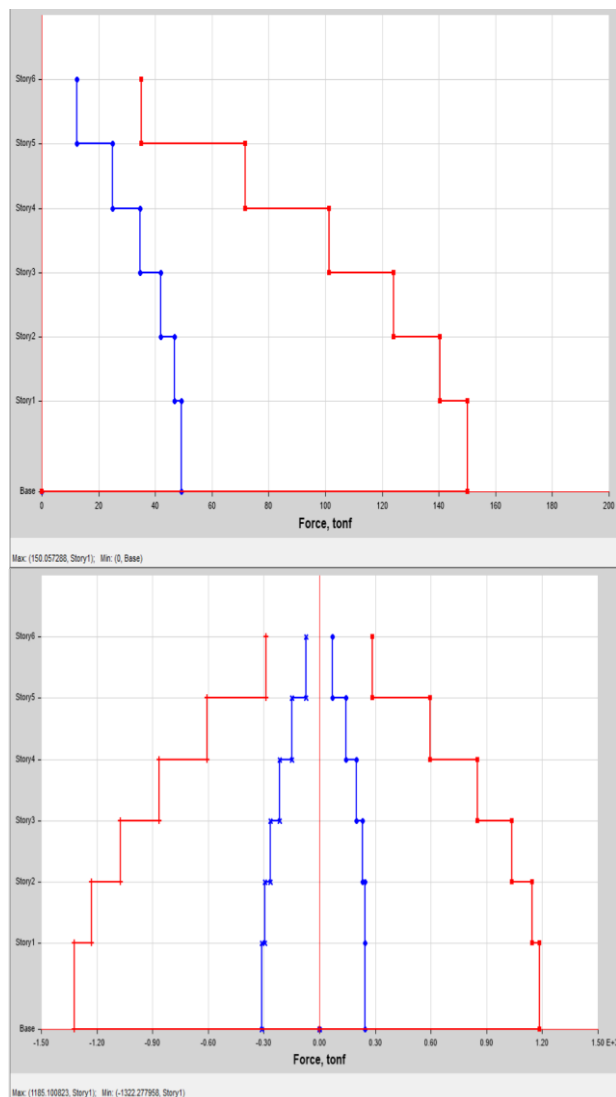 Story6
Story5
Story4
Story3
Story2
Story1
Base
0 20 40 60 80 100 120 140 160 180 200
Force, tonf
Max: (150.057288, Story1); Min: (0, Base)
Story6
Story5
Story4
Story3
Story2
Story1
Base
-1.50 -1.20 -0.90 -0.60 -0.30 0.00 0.30 0.60 0.90 1.20 1.50 E+
Force, tonf
Max: (1185.100823, Story1); Min: (-1322.277958, Story1)